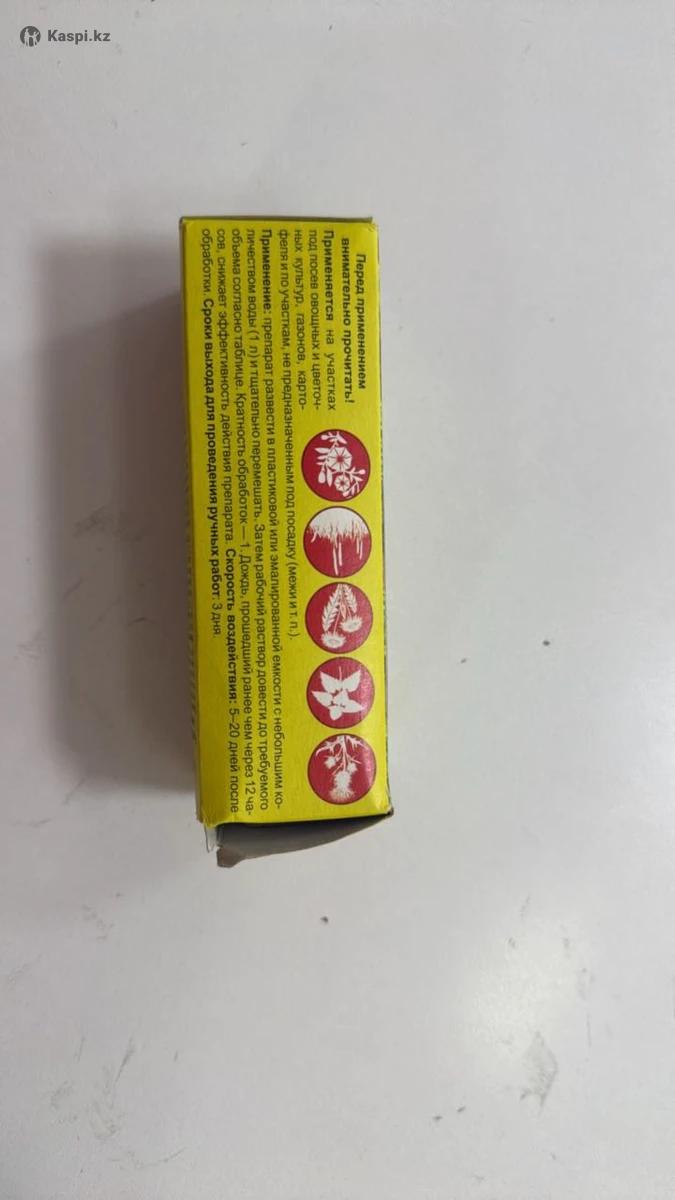 Kaspi.kz
Перед применением
внимательно прочитать!
Применяется на участках
под посев овощных и цветоч-
ных культур, газонов, карто-
феля и по участкам, не предназначенным под посадку (межи и т. п.).
Применение: препарат развести в пластиковой или эмалированной емкости с небольшим ко-
личеством воды (1 л) и тщательно перемешать. Затем рабочий раствор довести до требуемого
объема согласно таблице. Кратность обработок — 1. Дождь, прошедший ранее чем через 12 ча-
сов, снижает эффективность действия препарата. Скорость воздействия: 5–20 дней после
обработки. Сроки выхода для проведения ручных работ: 3 дня.